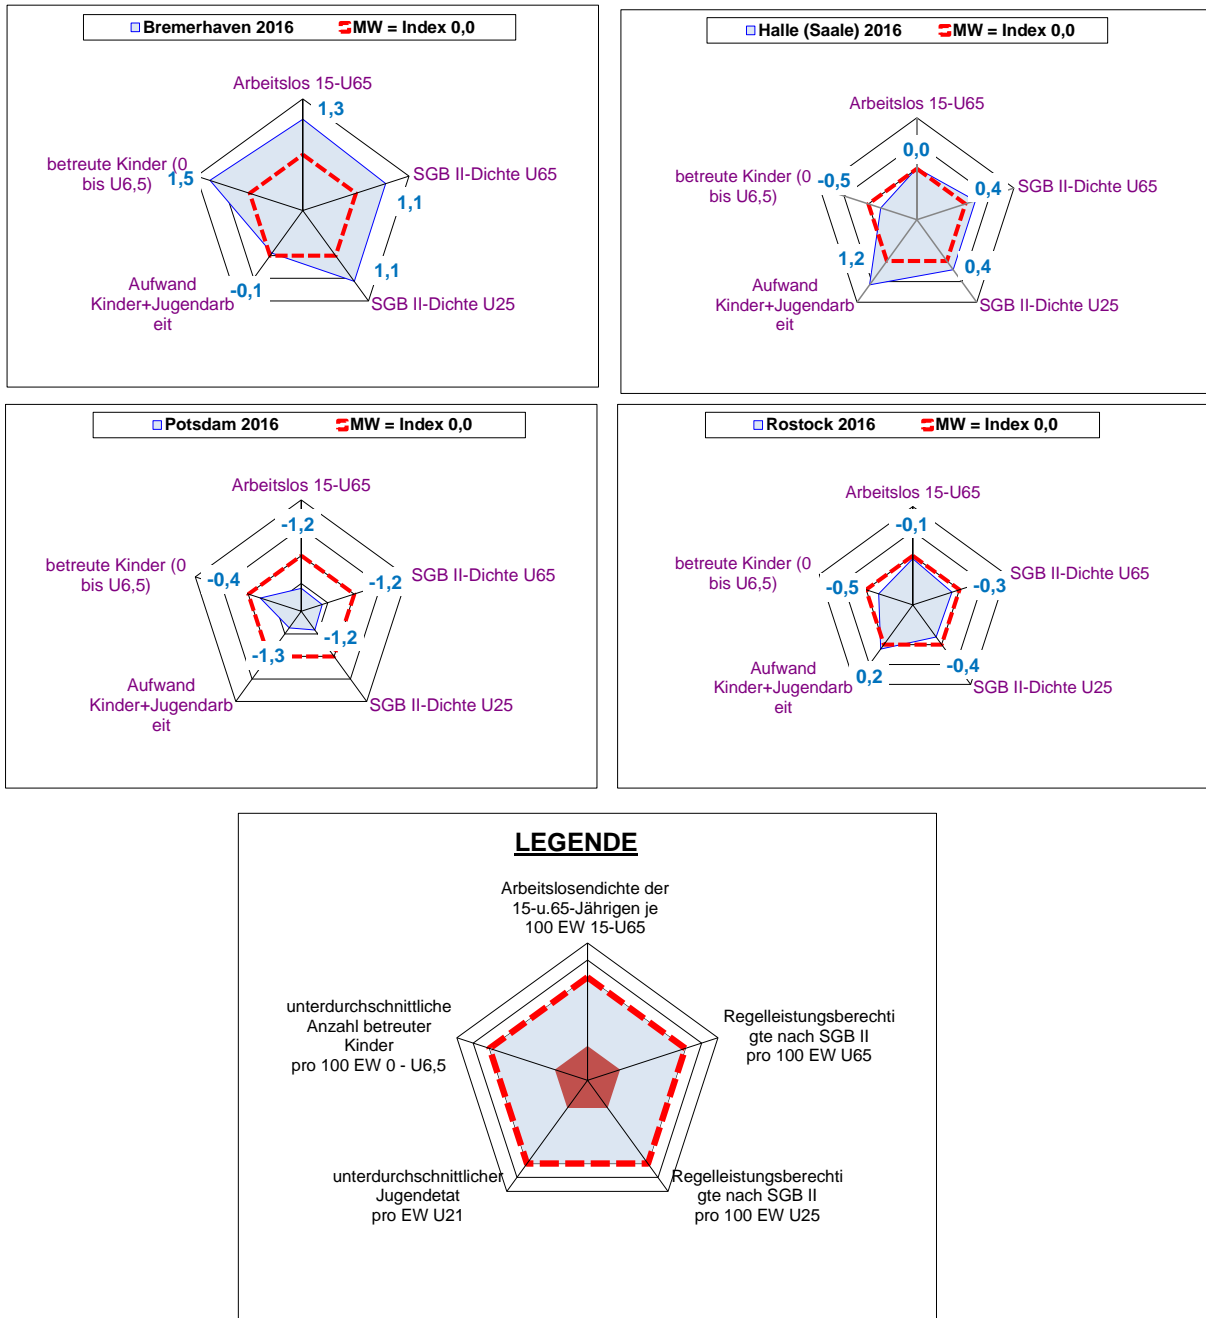 Bremerhaven 2016 MW = Index 0,0
Arbeitslos 15-U65
1,3
betreute Kinder (0
bis U6,5)
1,5
SGB II-Dichte U65
1,1
Aufwand
Kinder+Jugendarb
eit
-0,1
1,1
SGB II-Dichte U25
Halle (Saale) 2016 MW = Index 0,0
Arbeitslos 15-U65
0,0
betreute Kinder (0
bis U6,5)
-0,5
0,4
SGB II-Dichte U65
1,2
Aufwand
Kinder+Jugendarb
eit
0,4
SGB II-Dichte U25
Potsdam 2016 MW = Index 0,0
Arbeitslos 15-U65
-1,2
betreute Kinder (0
bis U6,5)
-0,4
-1,2
SGB II-Dichte U65
-1,3
Aufwand
Kinder+Jugendarb
eit
-1,2
SGB II-Dichte U25
Rostock 2016 MW = Index 0,0
Arbeitslos 15-U65
-0,1
betreute Kinder (0
bis U6,5)
-0,5
SGB II-Dichte U65
-0,3
Aufwand
Kinder+Jugendarb
eit
0,2
-0,4
SGB II-Dichte U25
LEGENDE
Arbeitslosendichte der
15-u.65-Jährigen je
100 EW 15-U65
unterdurchschnittliche
Anzahl betreuter
Kinder
pro 100 EW 0 - U6,5
Regelleistungsberechti
gte nach SGB II
pro 100 EW U65
unterdurchschnittlicher
Jugendetat
pro EW U21
Regelleistungsberechti
gte nach SGB II
pro 100 EW U25